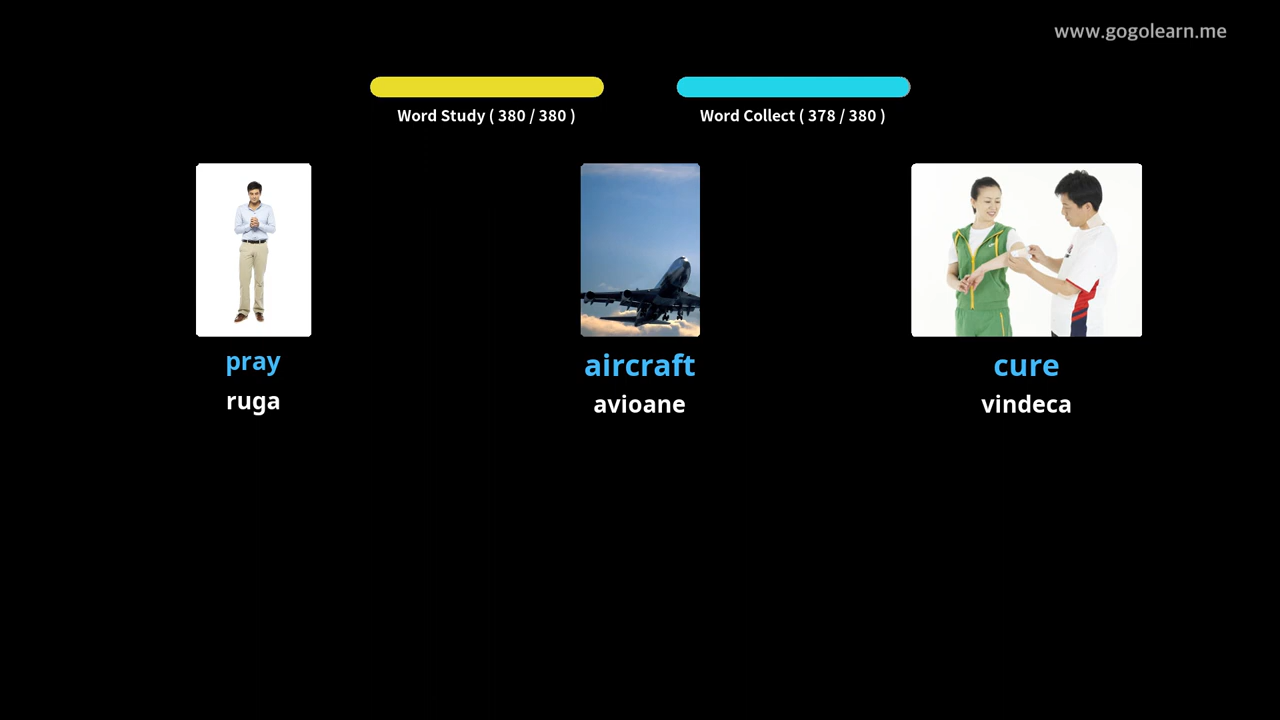 www.gogolearn.me
Word Study ( 380 / 380 )
Word Collect ( 378 / 380 )
pray
ruga
aircraft
avioane
cure
vindeca